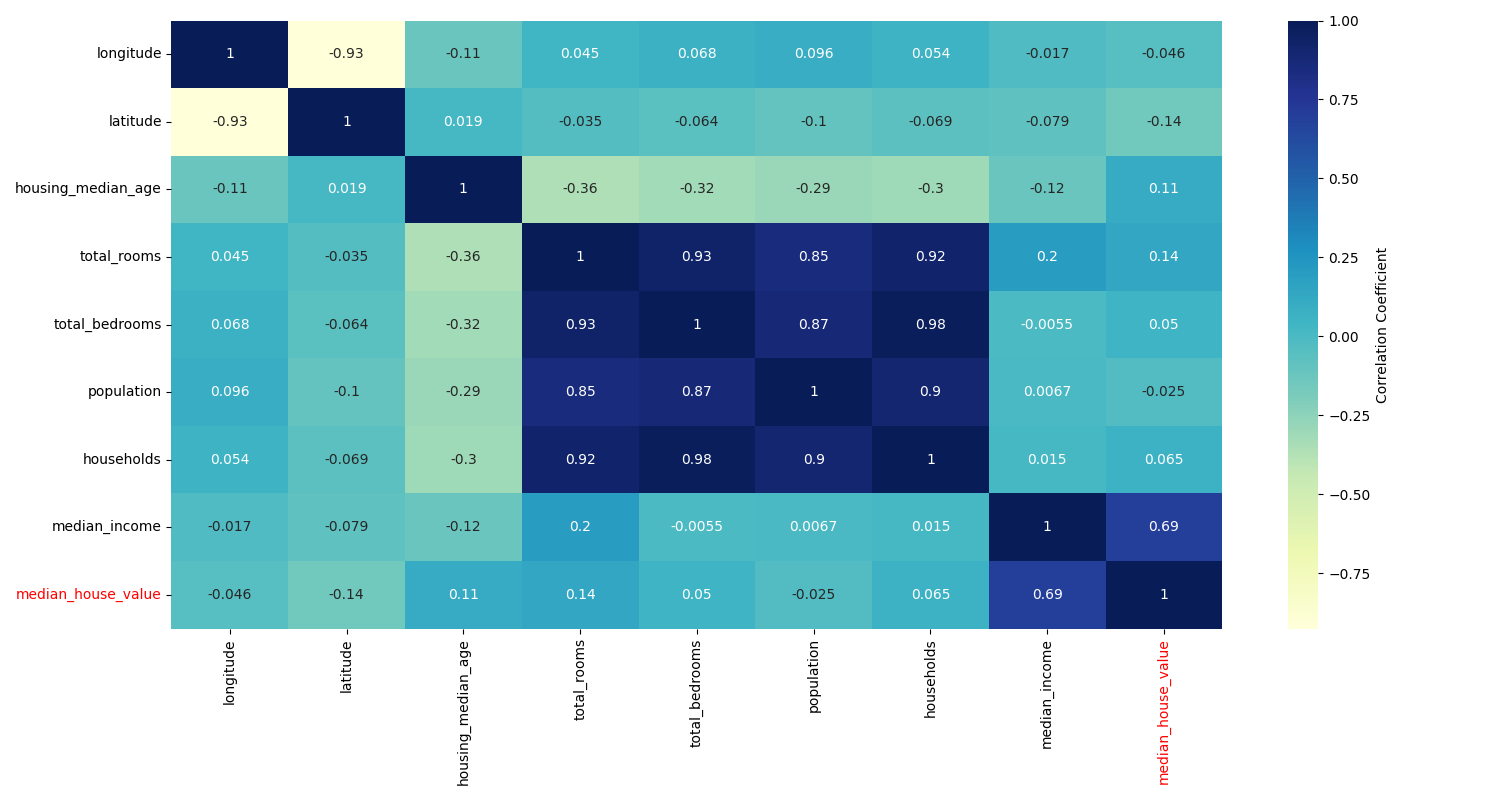 longitude 1 -0.93 -0.11 0.045 0.068 0.096 0.054 -0.017 -0.046
latitude -0.93 1 0.019 -0.035 -0.064 -0.1 -0.069 -0.079 -0.14
housing_median_age -0.11 0.019 1 -0.36 -0.32 -0.29 -0.3 -0.12 0.11
total_rooms 0.045 -0.035 -0.36 1 0.93 0.85 0.92 0.2 0.14
total_bedrooms 0.068 -0.064 -0.32 0.93 1 0.87 0.98 -0.0055 0.05
population 0.096 -0.1 -0.29 0.85 0.87 1 0.9 0.0067 -0.025
households 0.054 -0.069 -0.3 0.92 0.98 0.9 1 0.015 0.065
median_income -0.017 -0.079 -0.12 0.2 -0.0055 0.0067 0.015 1 0.69
median_house_value -0.046 -0.14 0.11 0.14 0.05 -0.025 0.065 0.69 1
longitude
latitude
housing_median_age
total_rooms
total_bedrooms
population
households
median_income
median_house_value
1.00
0.75
0.50
0.25
0.00
−0.25
−0.50
−0.75
Correlation Coefficient